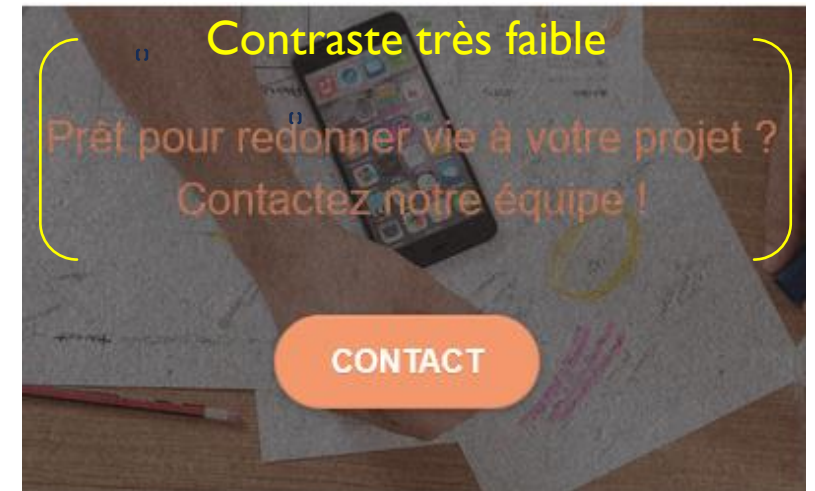 Contraste très faible
Prêt pour redonner vie à votre projet ?
Contactez notre équipe !
CONTACT